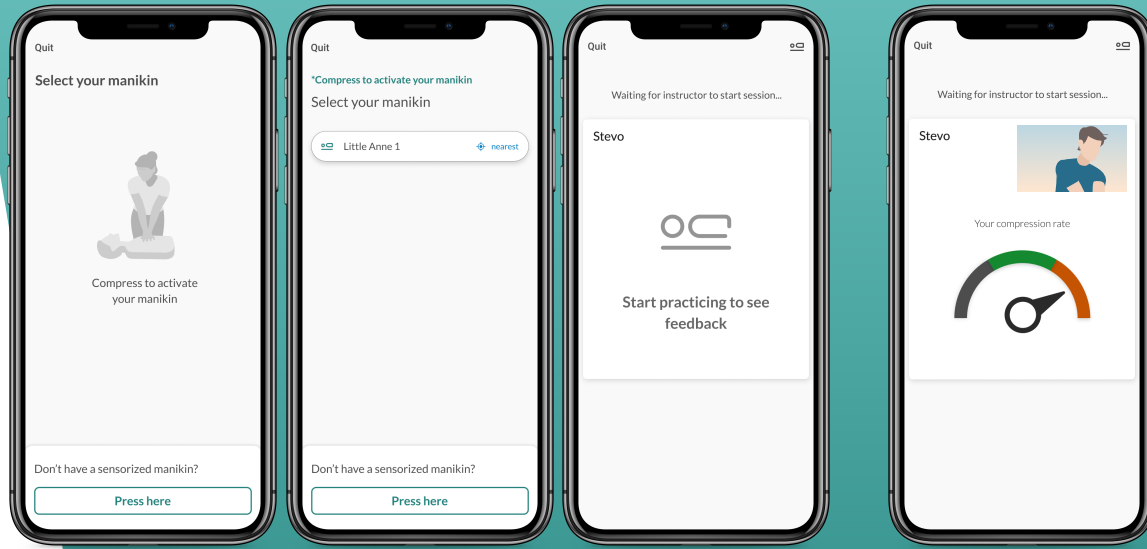 Quit
Select your manikin
Compress to activate
your manikin
Don't have a sensorized manikin?
Press here
Quit
*Compress to activate your manikin
Select your manikin
Little Anne 1
nearest
Don't have a sensorized manikin?
Press here
Quit
Waiting for instructor to start session...
Stevo
Start practicing to see
feedback
Quit
Waiting for instructor to start session...
Stevo
Your compression rate